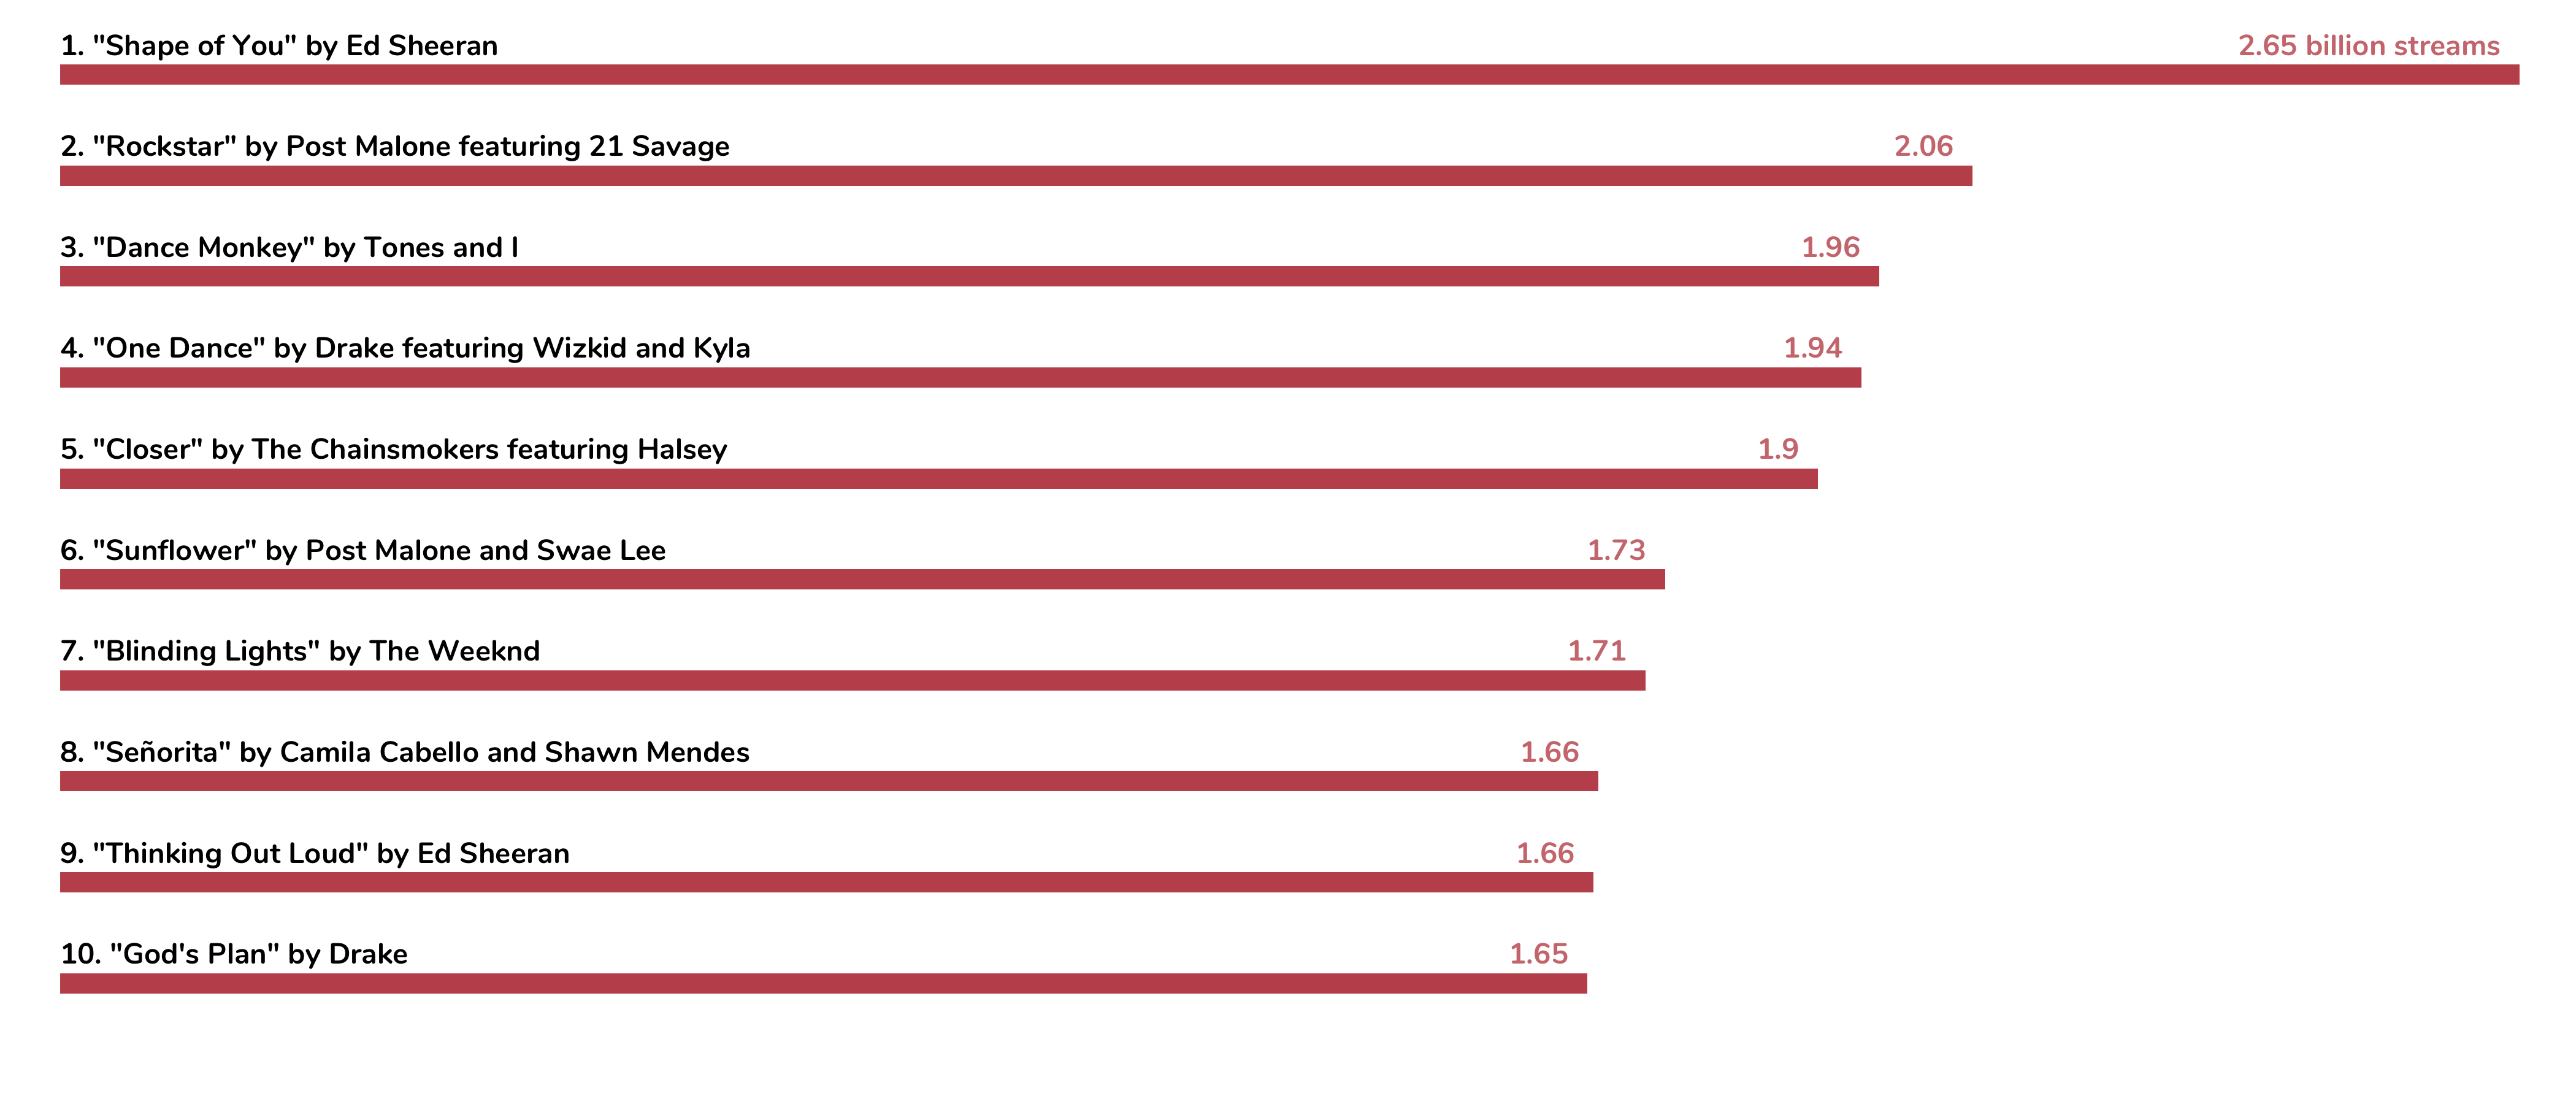 1. "Shape of You" by Ed Sheeran 2.65 billion streams
2. "Rockstar" by Post Malone featuring 21 Savage 2.06
3. "Dance Monkey" by Tones and I 1.96
4. "One Dance" by Drake featuring Wizkid and Kyla 1.94
5. "Closer" by The Chainsmokers featuring Halsey 1.9
6. "Sunflower" by Post Malone and Swae Lee 1.73
7. "Blinding Lights" by The Weeknd 1.71
8. "Señorita" by Camila Cabello and Shawn Mendes 1.66
9. "Thinking Out Loud" by Ed Sheeran 1.66
10. "God's Plan" by Drake 1.65